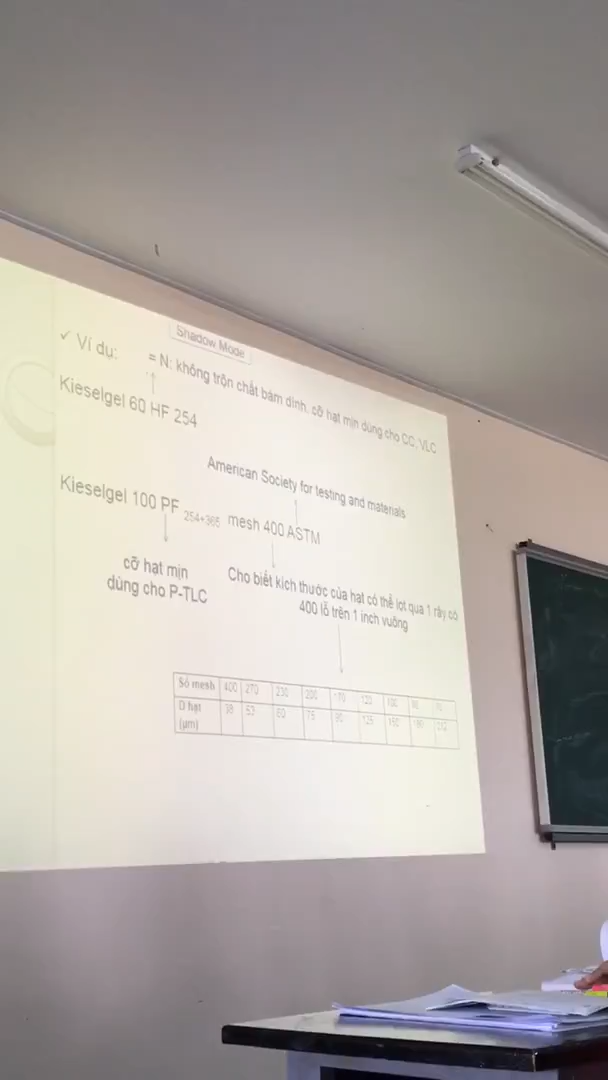 Shadow Mode
✓ Ví dụ:
= N: không trộn chất bám dính, cỡ hạt mịn dùng cho CC, VLC
Kieselgel 60 HF 254
American Society for testing and materials
Kieselgel 100 PF 254+365 mesh 400 ASTM
cỡ hạt mịn
dùng cho P-TLC
Cho biết kích thước của hạt có thể lọt qua 1 rây có
400 lỗ trên 1 inch vuông
Số mesh 400 270 230 200 170 120 100
D hạt 38 53 75 90 125 150 180 212
(µm)